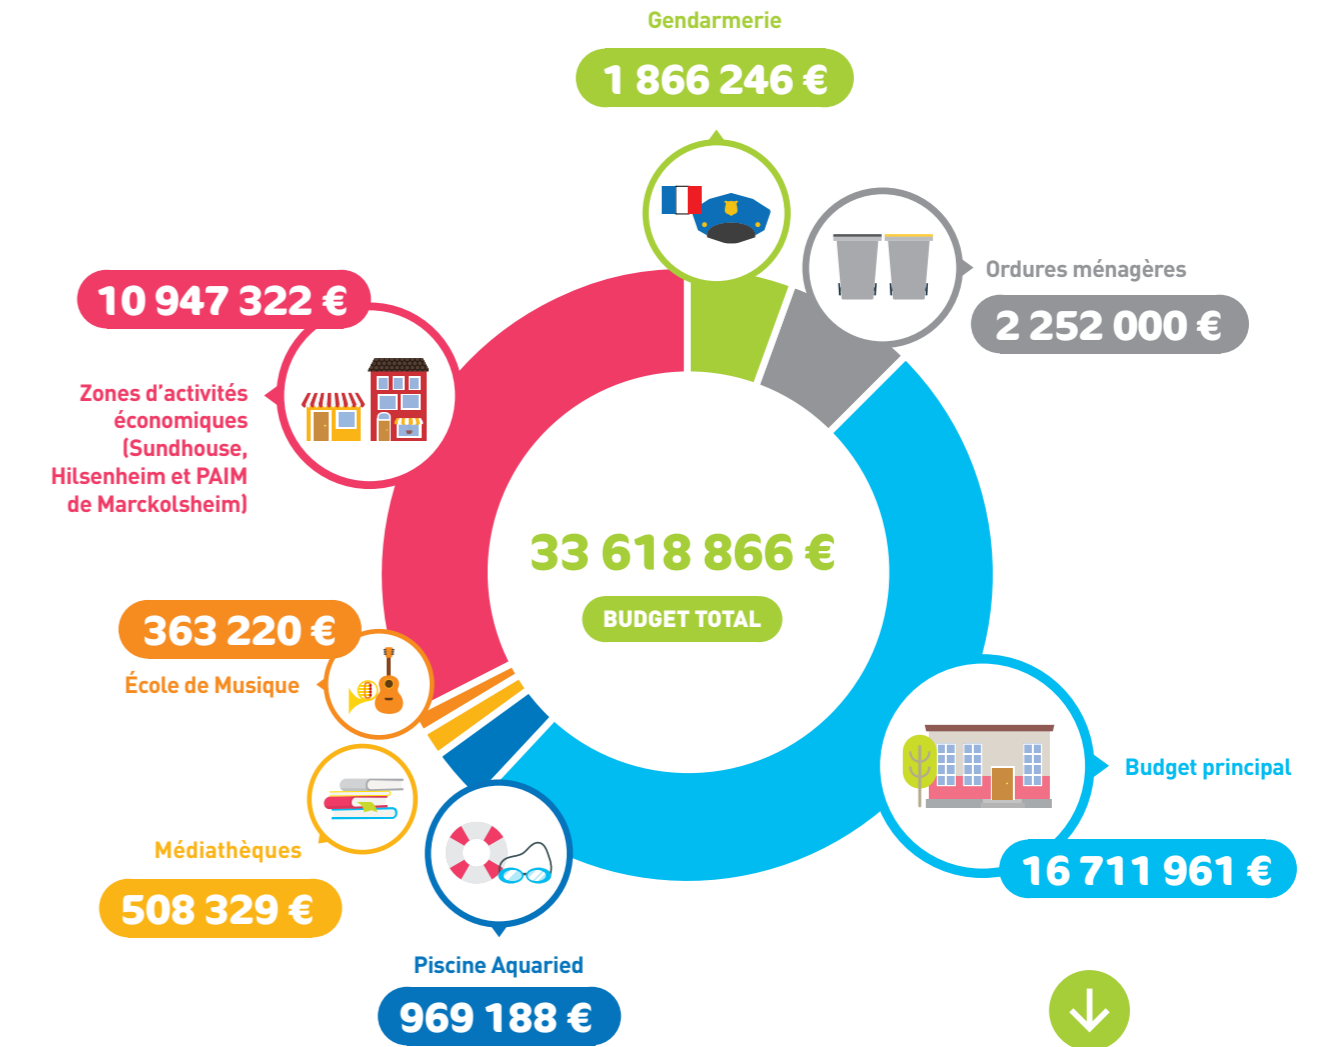 Gendarmerie
1 866 246 €
Ordures ménagères
2 252 000 €
10 947 322 €
Zones d’activités
économiques
(Sundhouse,
Hilsenheim et PAIM
de Marckolsheim)
33 618 866 €
BUDGET TOTAL
363 220 €
École de Musique
Budget principal
16 711 961 €
Médiathèques
508 329 €
Piscine Aquaried
969 188 €